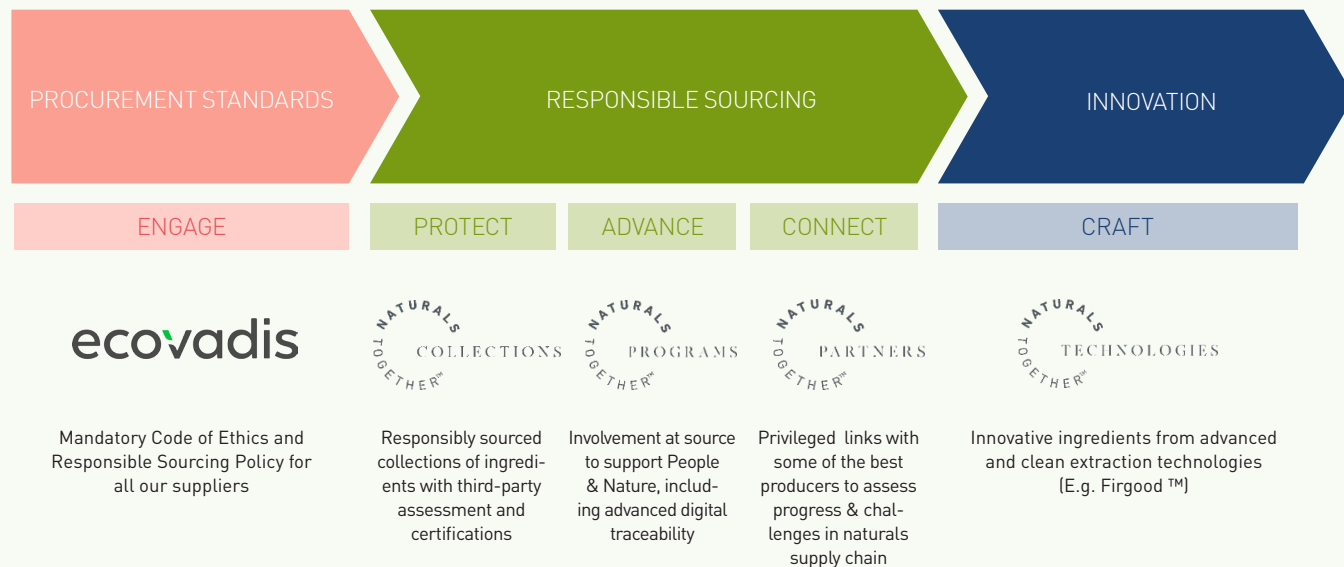 PROCUREMENT STANDARDS
RESPONSIBLE SOURCING
INNOVATION
ENGAGE
PROTECT
ADVANCE
CONNECT
CRAFT
ecovadis
Mandatory Code of Ethics and
Responsible Sourcing Policy for
all our suppliers
NATURALS
TOGETHER™
COLLECTIONS
Responsibly sourced
collections of ingredi-
ents with third-party
assessment and
certifications
NATURALS
TOGETHER™
PROGRAMS
Involvement at source
to support People
& Nature, includ-
ing advanced digital
traceability
NATURALS
TOGETHER™
PARTNERS
Privileged links with
some of the best
producers to assess
progress & chal-
lenges in naturals
supply chain
NATURALS
TOGETHER™
TECHNOLOGIES
Innovative ingredients from advanced
and clean extraction technologies
(E.g. Firgood ™)